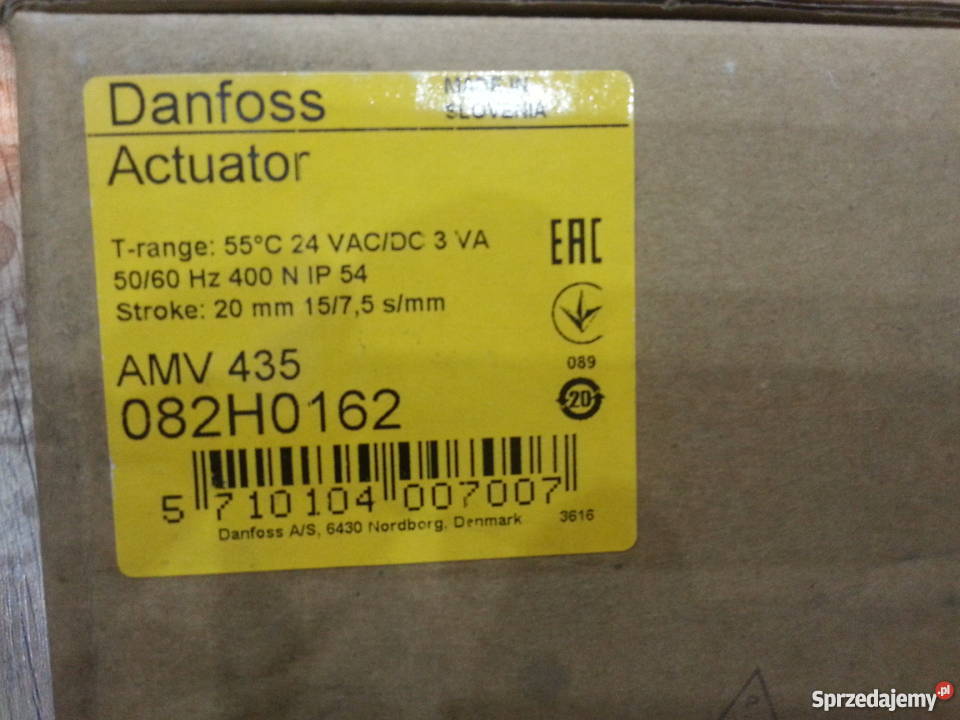 Danfoss
MADE IN
SLOVENIA
Actuator
T-range: 55°C 24 VAC/DC 3 VA
50/60 Hz 400 N IP 54
Stroke: 20 mm 15/7,5 s/mm
EAC
089
20
AMV 435
082H0162
5 710104 007007
Danfoss A/S, 6430 Nordborg, Denmark
3616
P
Sprzedajemy.pl